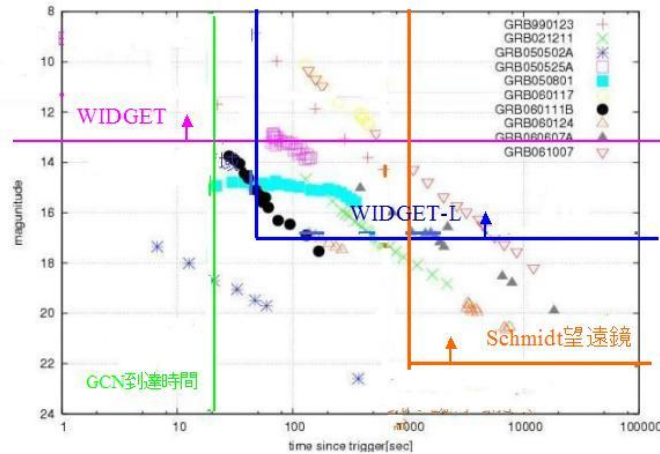 8
10
12
14
16
18
20
22
24
magunitude
1
10
100
1000
10000
100000
time since trigger[sec]
GRB990123
GRB021211
GRB050502A
GRB050525A
GRB050801
GRB060117
GRB060111B
GRB060124
GRB060607A
GRB061007
WIDGET
WIDGET-L
Schmidt望遠鏡
GCN到達時間